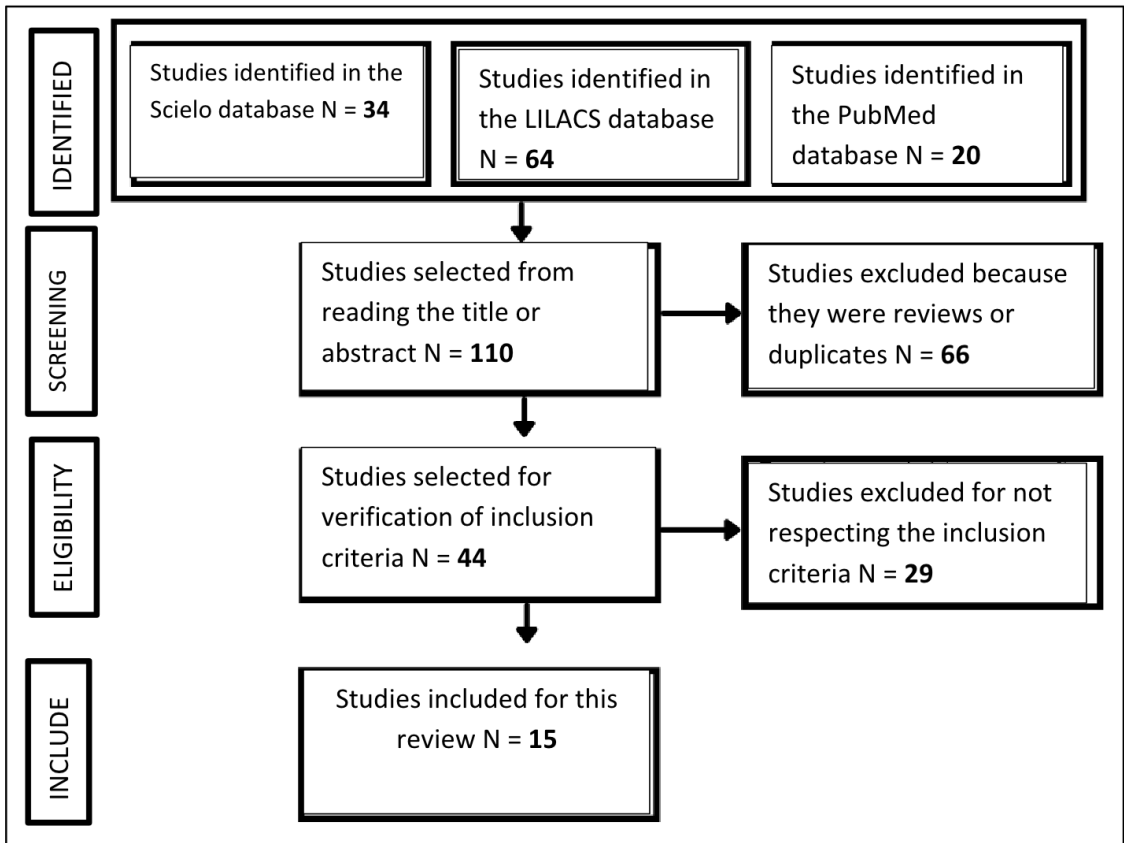 IDENTIFIED
Studies identified in the
Scielo database N = 34
Studies identified in
the LILACS database
N = 64
Studies identified in
the PubMed
database N = 20
SCREENING
Studies selected from
reading the title or
abstract N = 110
Studies excluded because
they were reviews or
duplicates N = 66
ELIGIBILITY
Studies selected for
verification of inclusion
criteria N = 44
Studies excluded for not
respecting the inclusion
criteria N = 29
INCLUDE
Studies included for this
review N = 15